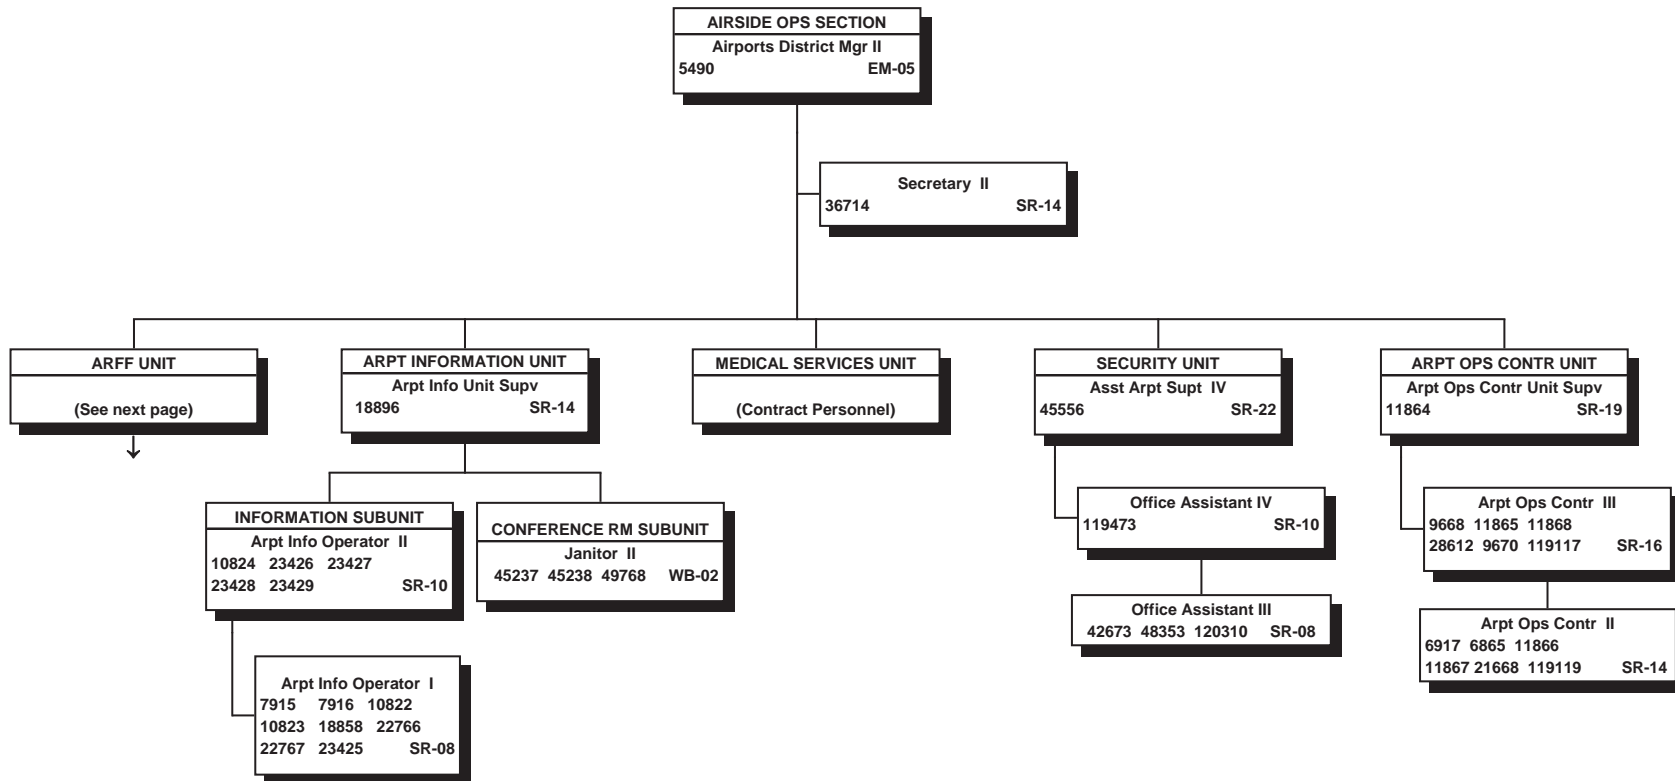 AIRSIDE OPS SECTION
Airports District Mgr II
5490 EM-05
Secretary II
36714 SR-14
ARFF UNIT
(See next page)
ARPT INFORMATION UNIT
Arpt Info Unit Supv
18896 SR-14
MEDICAL SERVICES UNIT
(Contract Personnel)
SECURITY UNIT
Asst Arpt Supt IV
45556 SR-22
ARPT OPS CONTR UNIT
Arpt Ops Contr Unit Supv
11864 SR-19
INFORMATION SUBUNIT
Arpt Info Operator II
10824 23426 23427
23428 23429 SR-10
CONFERENCE RM SUBUNIT
Janitor II
45237 45238 49768 WB-02
Office Assistant IV
119473 SR-10
Arpt Ops Contr III
9668 11865 11868
28612 9670 119117 SR-16
Office Assistant III
42673 48353 120310 SR-08
Arpt Ops Contr II
6917 6865 11866
11867 21668 119119 SR-14
Arpt Info Operator I
7915 7916 10822
10823 18858 22766
22767 23425 SR-08